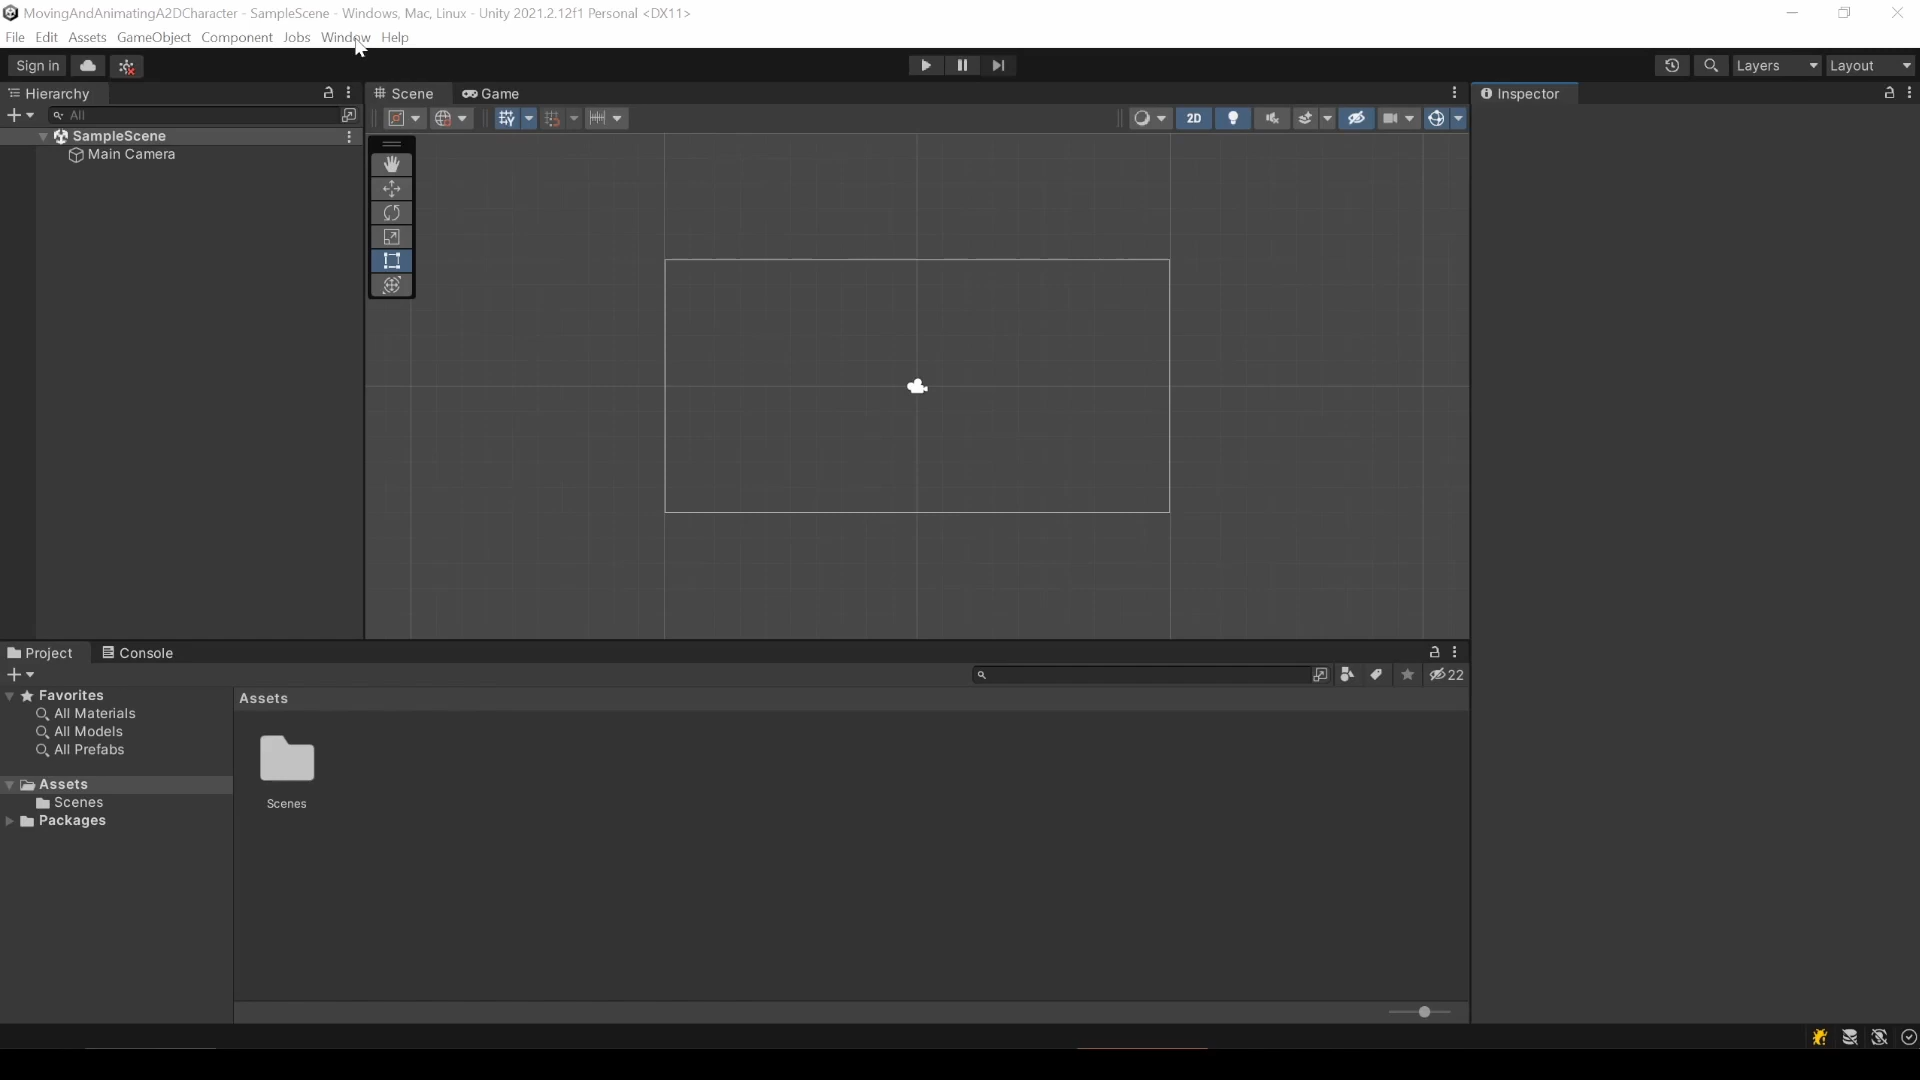 MovingAndAnimatingA2DCharacter - SampleScene - Windows, Mac, Linux - Unity 2021.2.12f1 Personal <DX11>
File Edit Assets GameObject Component Jobs Window Help
Sign in Layers Layout
Hierarchy Scene Game Inspector
All 2D
SampleScene
Main Camera
Project Console
22
Favorites Assets
All Materials
All Models
All Prefabs
Assets
Scenes Scenes
Packages